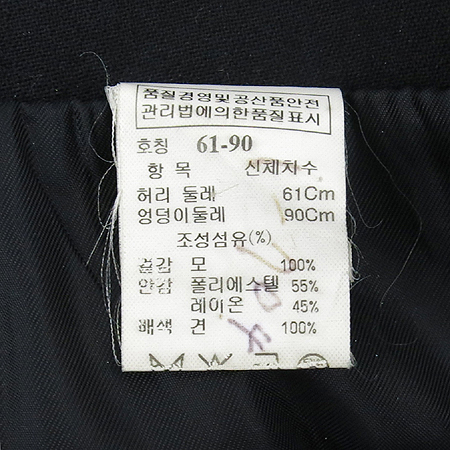 품질경영및공산품안전
관리법에의한품질표시
호칭 61-90
항 목 신체치수
허리 둘레 61Cm
엉덩이둘레 90Cm
조성섬유(%)
겉감 모 100%
안감 폴리에스텔 55%
레이온 45%
배색 견 100%